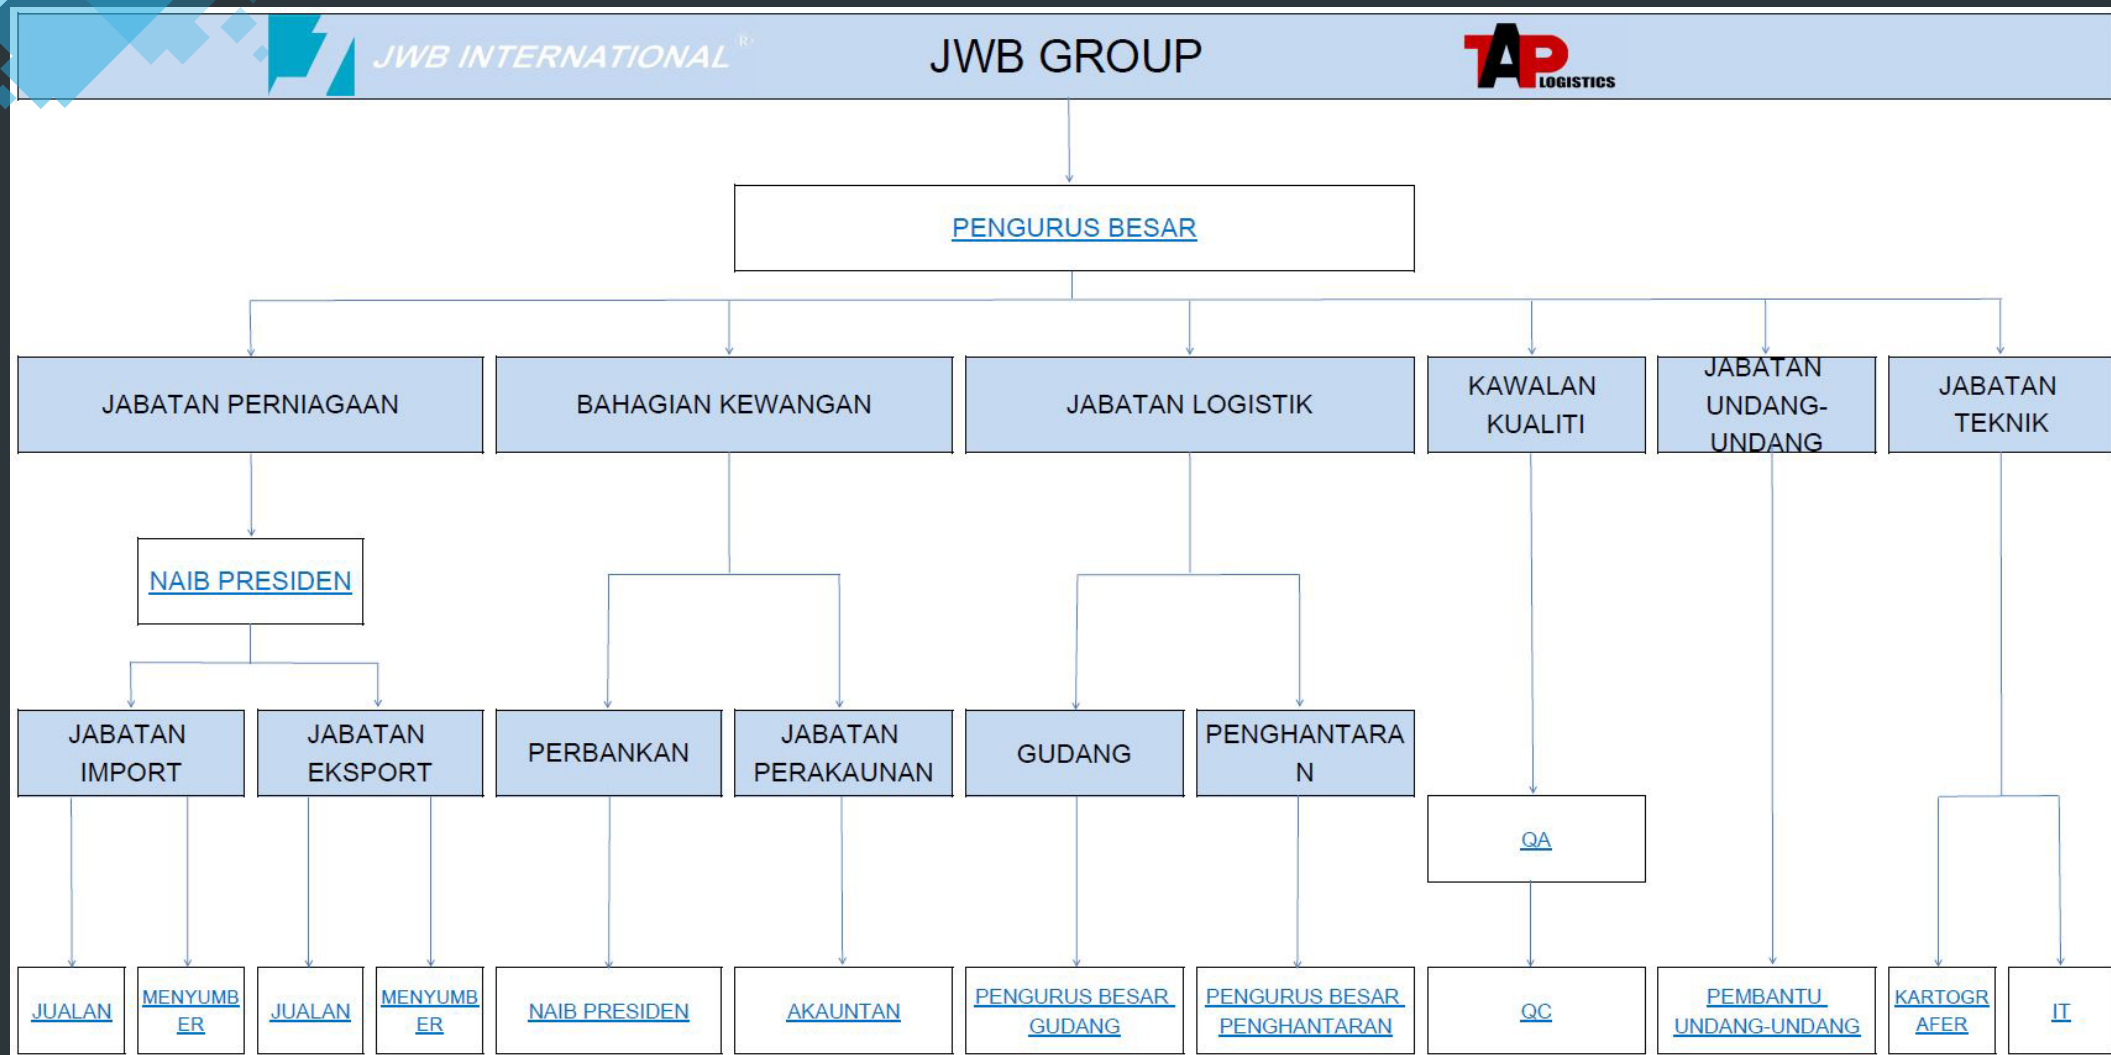 JWB INTERNATIONAL®
JWB GROUP
TAP
LOGISTICS
PENGURUS BESAR
JABATAN PERNIAGAAN
BAHAGIAN KEWANGAN
JABATAN LOGISTIK
KAWALAN
KUALITI
JABATAN
UNDANG-
UNDANG
JABATAN
TEKNIK
NAIB PRESIDEN
JABATAN
IMPORT
JABATAN
EKSPORT
PERBANKAN
JABATAN
PERAKAUNAN
GUDANG
PENGHANTARA
N
QA
JUALAN
MENYUMB
ER
JUALAN
MENYUMB
ER
NAIB PRESIDEN
AKAUNTAN
PENGURUS BESAR
GUDANG
PENGURUS BESAR
PENGHANTARAN
QC
PEMBANTU
UNDANG-UNDANG
KARTOGR
AFER
IT